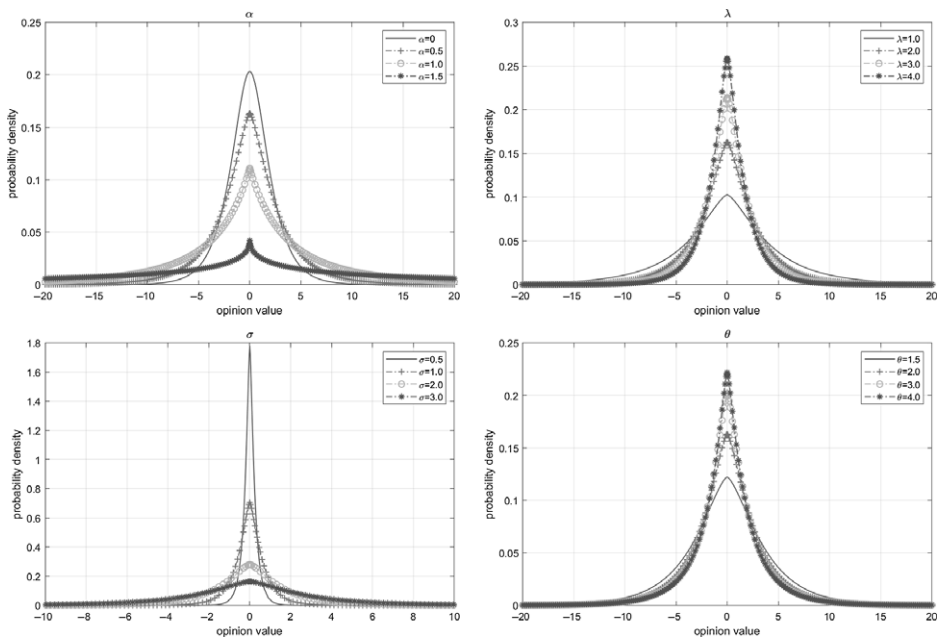 α
0.25
0.2
0.15
0.1
0.05
0
probability density
−20 −15 −10 −5 0 5 10 15 20
opinion value
α=0
α=0.5
α=1.0
α=1.5
λ
0.3
0.25
0.2
0.15
0.1
0.05
0
probability density
−20 −15 −10 −5 0 5 10 15 20
opinion value
λ=1.0
λ=2.0
λ=3.0
λ=4.0
σ
1.8
1.6
1.4
1.2
1
0.8
0.6
0.4
0.2
0
probability density
−10 −8 −6 −4 −2 0 2 4 6 8 10
opinion value
σ=0.5
σ=1.0
σ=2.0
σ=3.0
θ
0.25
0.2
0.15
0.1
0.05
0
probability density
−20 −15 −10 −5 0 5 10 15 20
opinion value
θ=1.5
θ=2.0
θ=3.0
θ=4.0